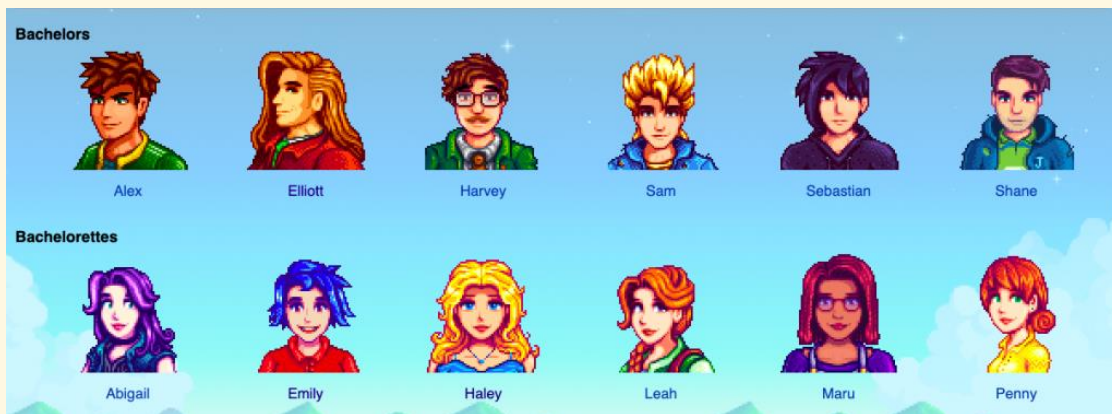 Bachelors
Alex Elliott Harvey Sam Sebastian Shane
J
Bachelorettes
Abigail Emily Haley Leah Maru Penny